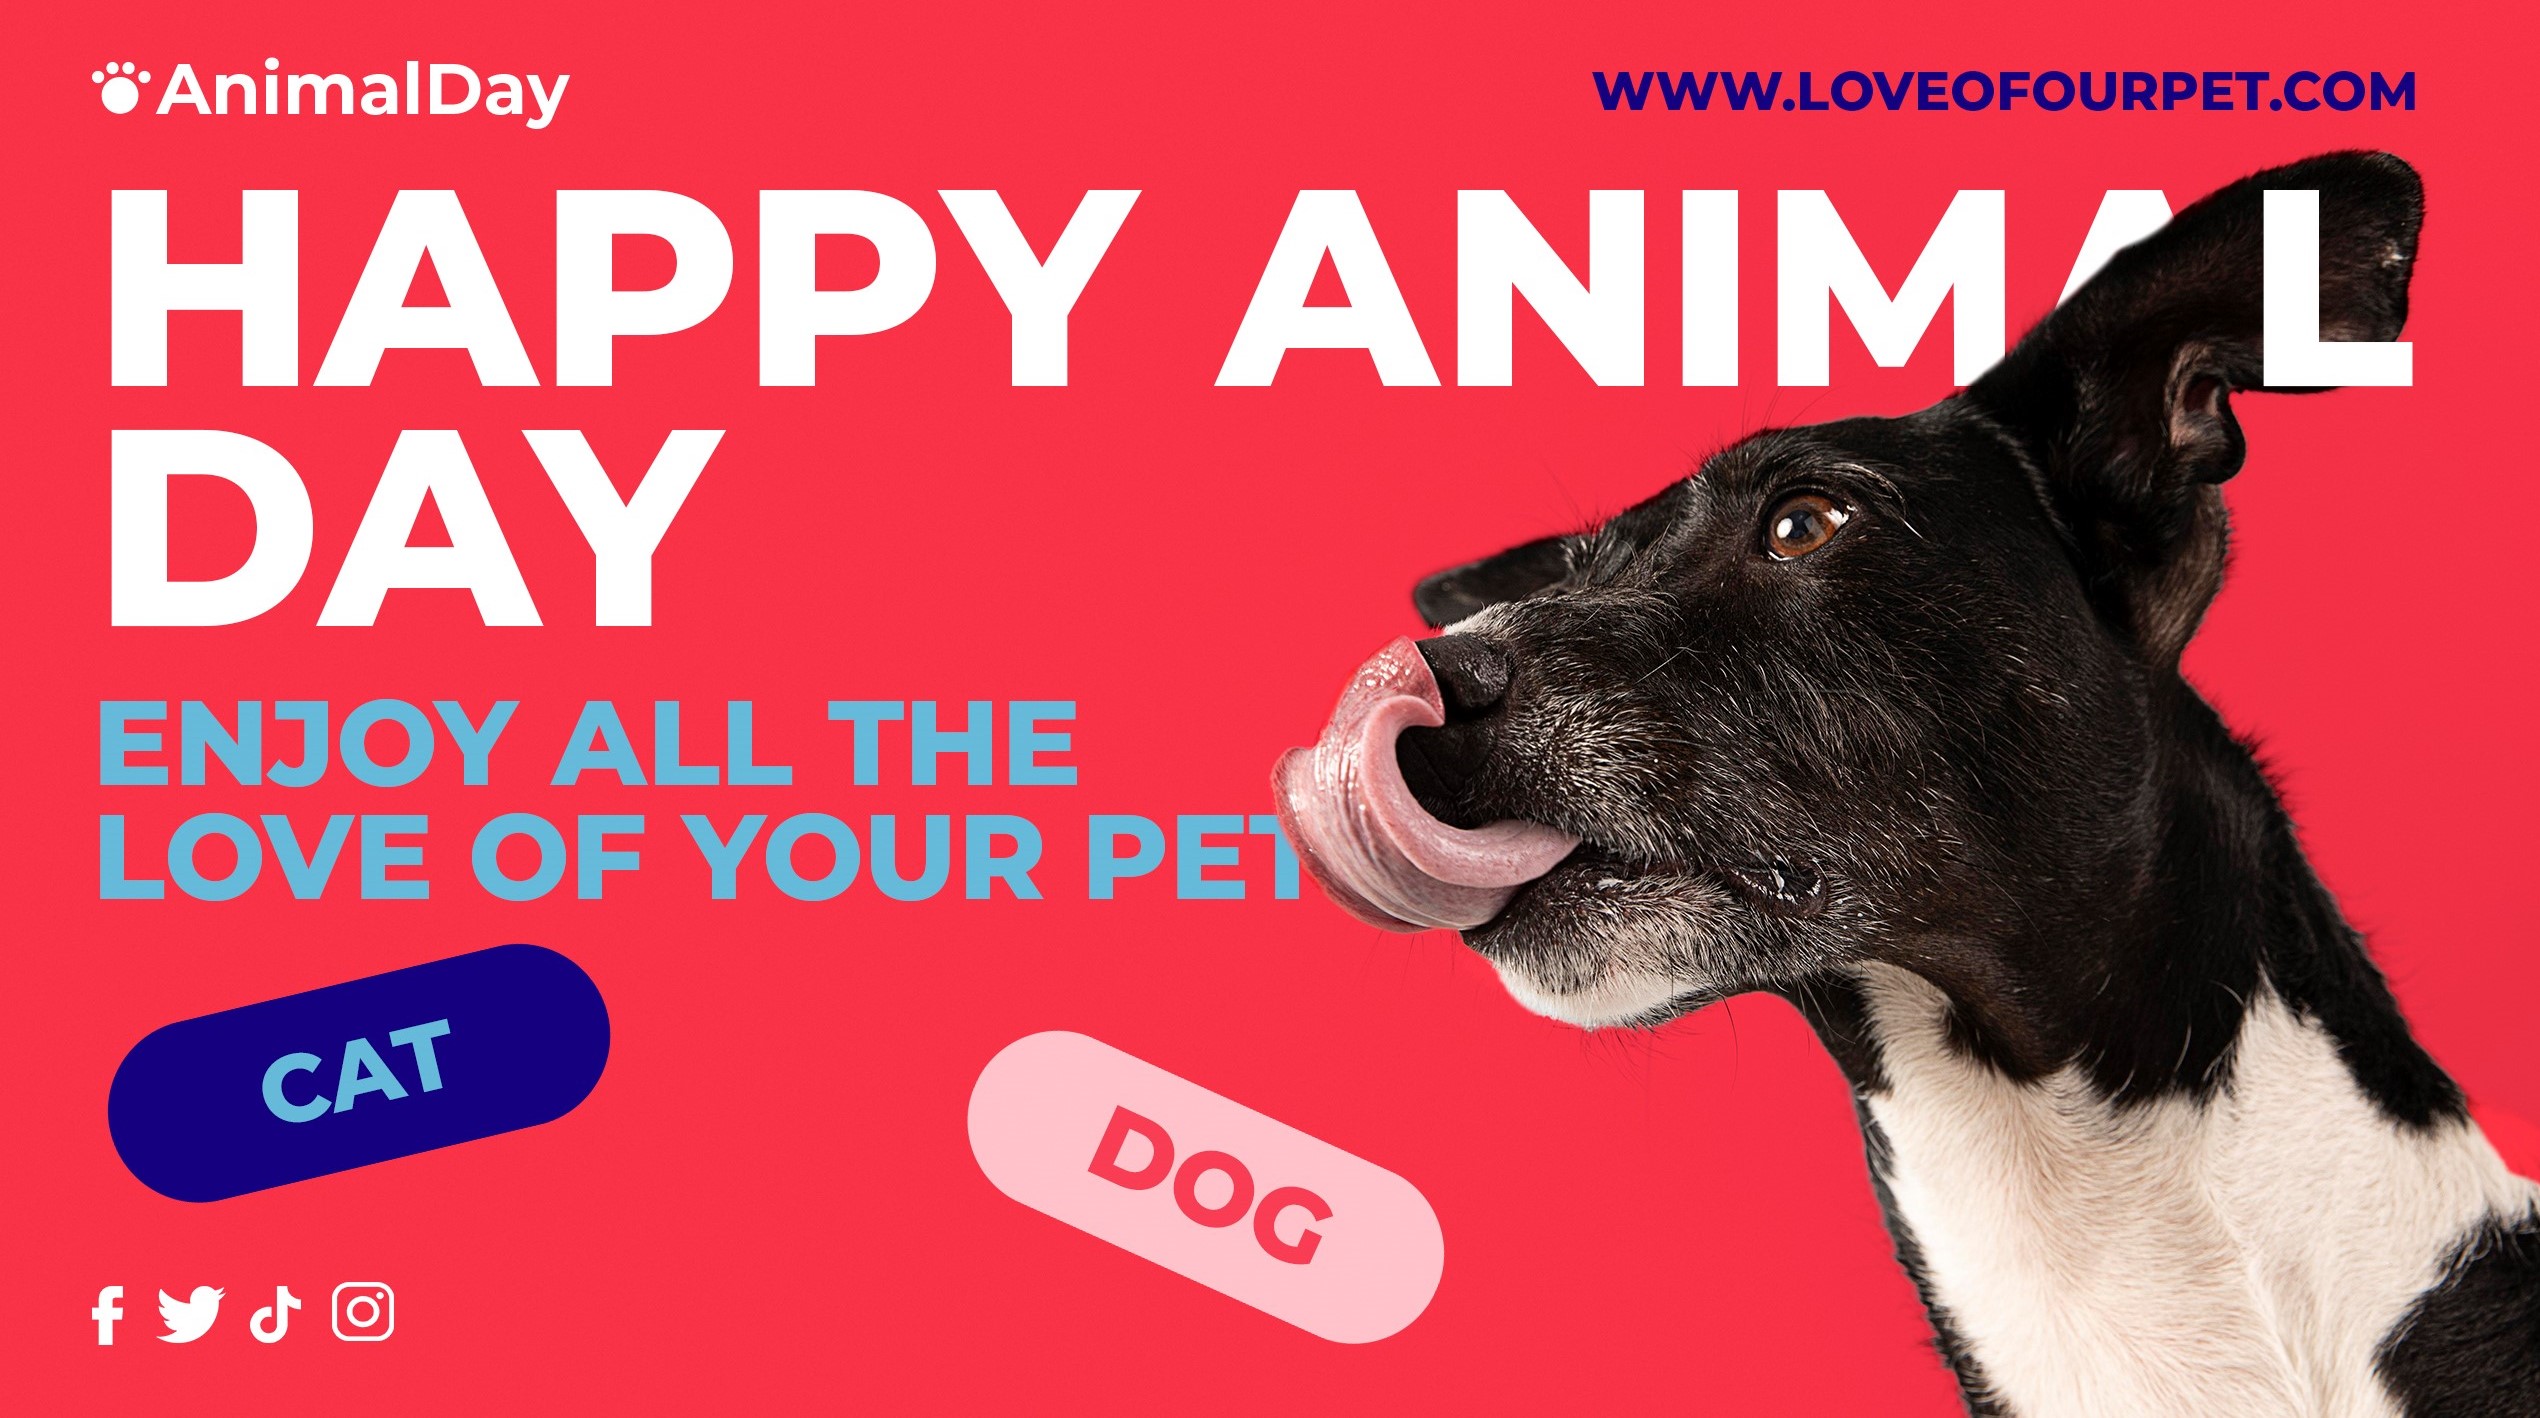 AnimalDay
WWW.LOVEOFOURPET.COM
HAPPY ANIMAL
DAY
ENJOY ALL THE
LOVE OF YOUR PET
CAT
DOG